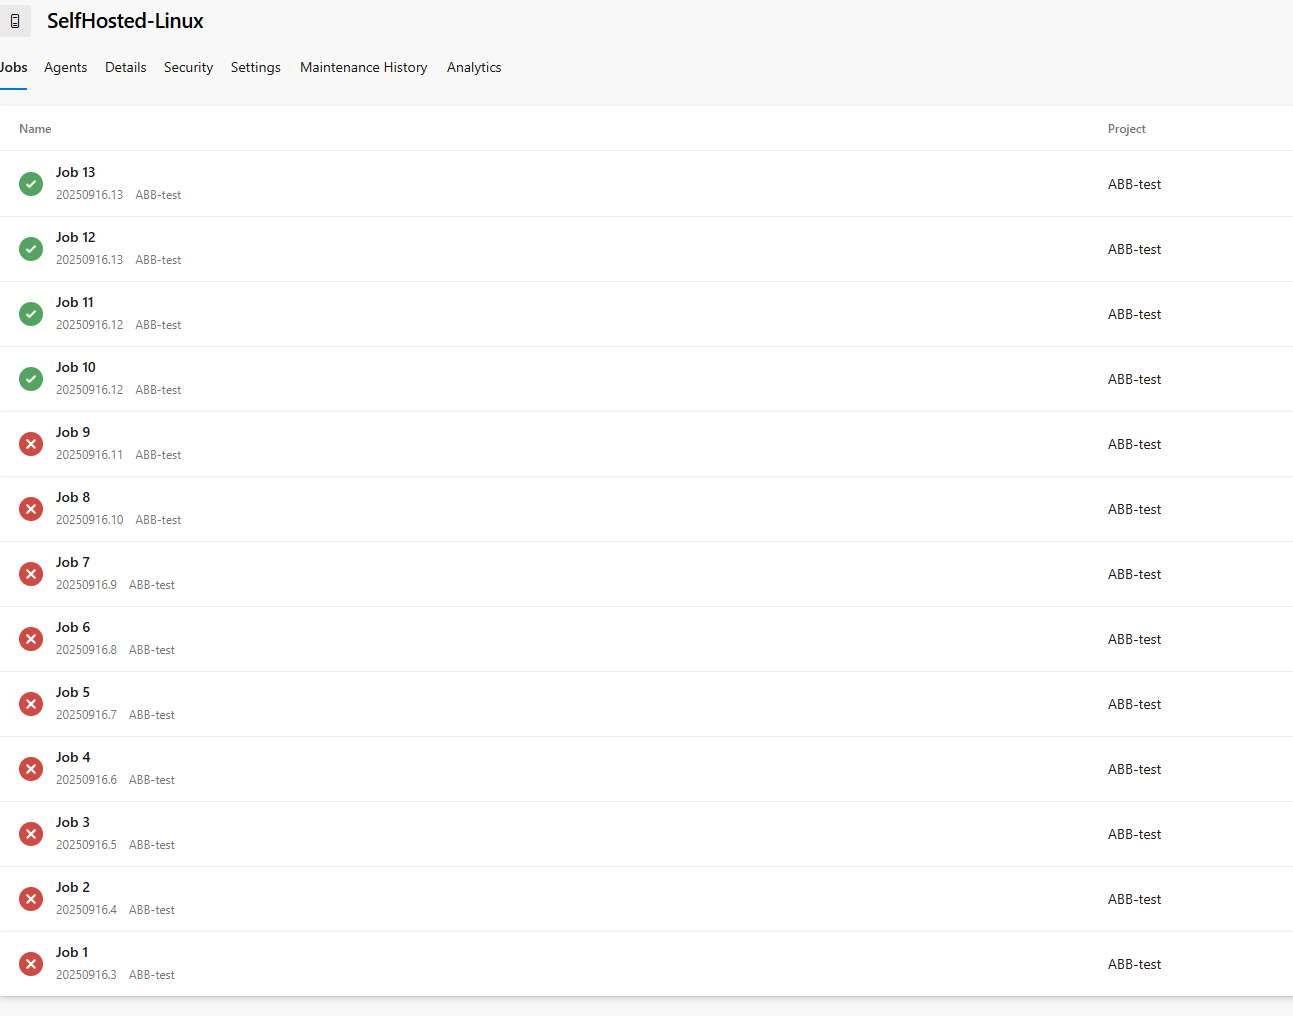 SelfHosted-Linux
Jobs Agents Details Security Settings Maintenance History Analytics
Name Project
Job 13
20250916.13 ABB-test ABB-test
Job 12
20250916.13 ABB-test ABB-test
Job 11
20250916.12 ABB-test ABB-test
Job 10
20250916.12 ABB-test ABB-test
Job 9
20250916.11 ABB-test ABB-test
Job 8
20250916.10 ABB-test ABB-test
Job 7
20250916.9 ABB-test ABB-test
Job 6
20250916.8 ABB-test ABB-test
Job 5
20250916.7 ABB-test ABB-test
Job 4
20250916.6 ABB-test ABB-test
Job 3
20250916.5 ABB-test ABB-test
Job 2
20250916.4 ABB-test ABB-test
Job 1
20250916.3 ABB-test ABB-test